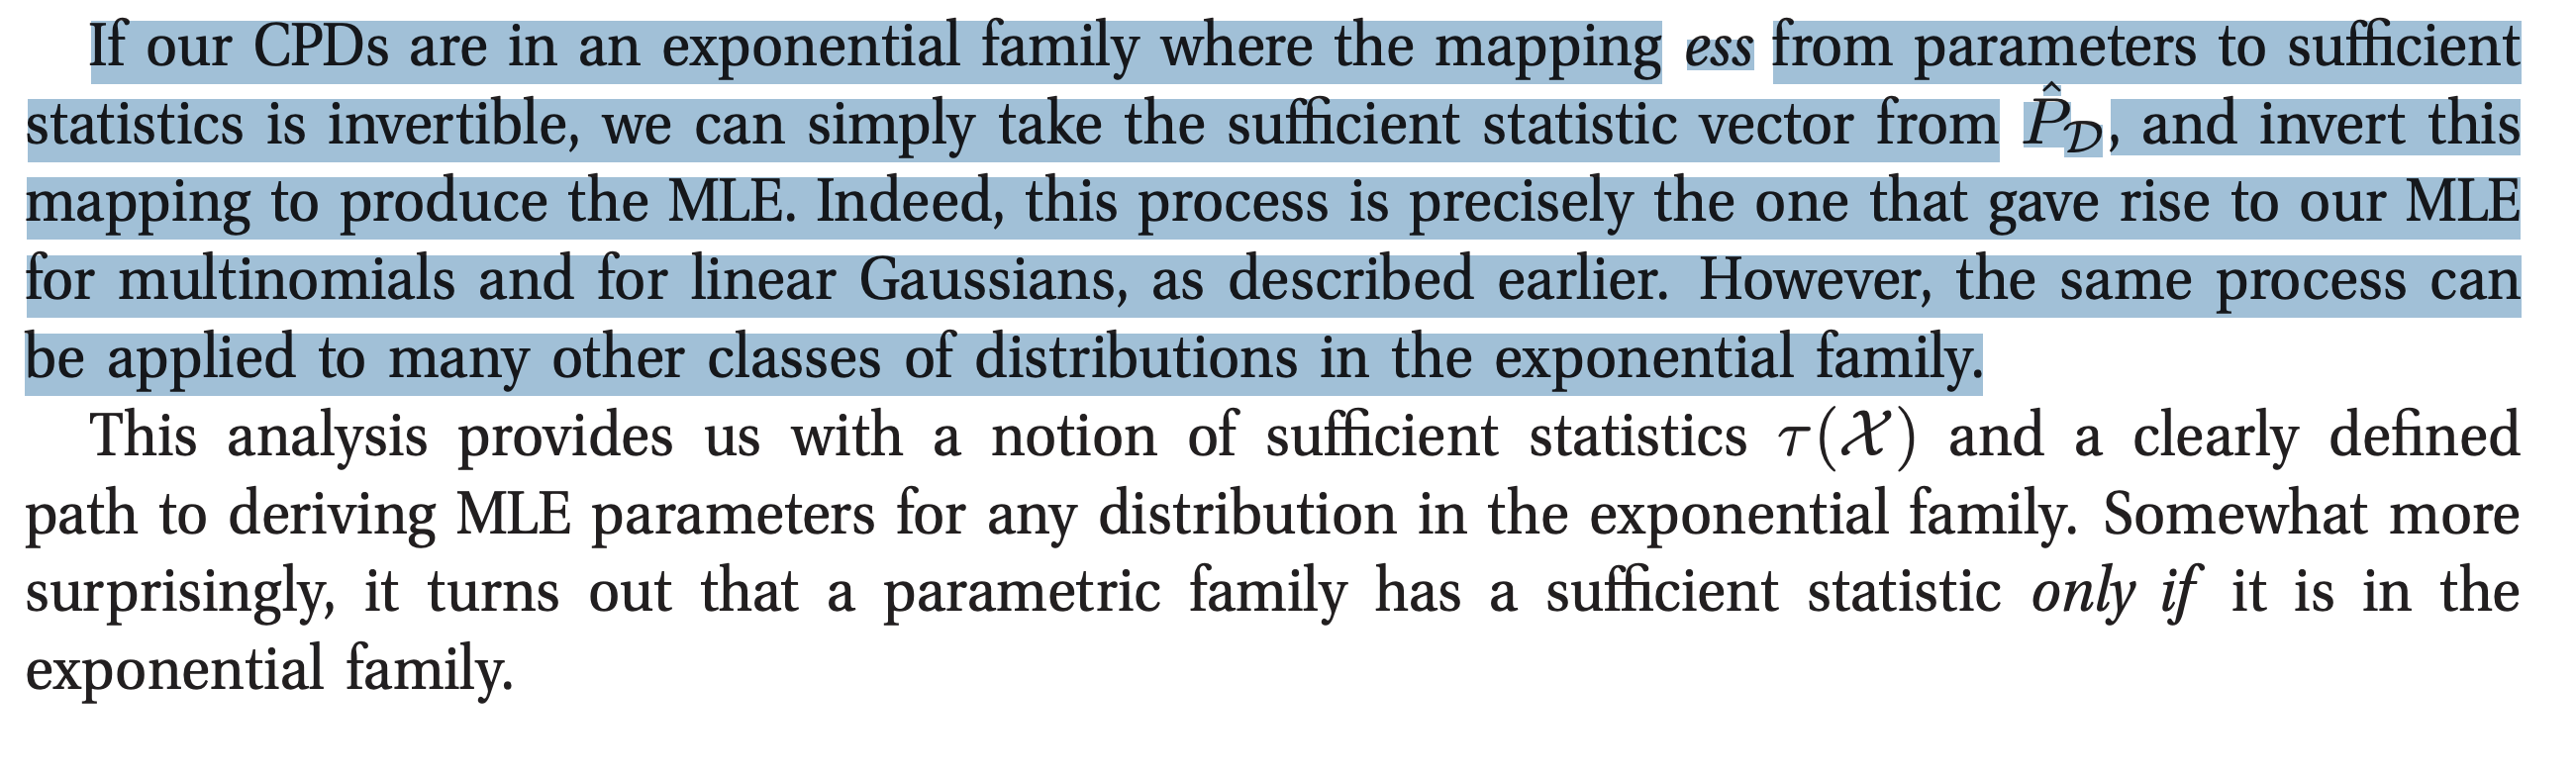 If our CPDs are in an exponential family where the mapping ess from parameters to sufficient
statistics is invertible, we can simply take the sufficient statistic vector from P̂_𝒟, and invert this
mapping to produce the MLE. Indeed, this process is precisely the one that gave rise to our MLE
for multinomials and for linear Gaussians, as described earlier. However, the same process can
be applied to many other classes of distributions in the exponential family.
This analysis provides us with a notion of sufficient statistics τ(𝒳) and a clearly defined
path to deriving MLE parameters for any distribution in the exponential family. Somewhat more
surprisingly, it turns out that a parametric family has a sufficient statistic only if it is in the
exponential family.